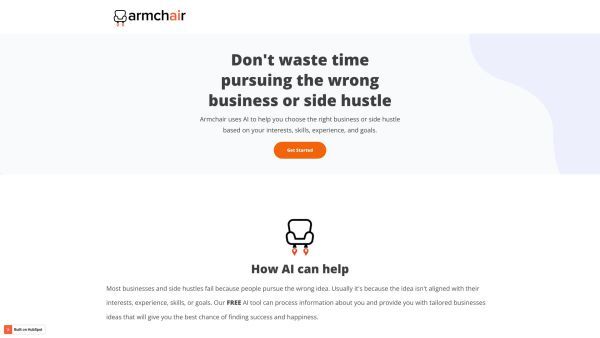 armchair
Don't waste time
pursuing the wrong
business or side hustle
Armchair uses AI to help you choose the right business or side hustle
based on your interests, skills, experience, and goals.
Get Started
How AI can help
Most businesses and side hustles fail because people pursue the wrong idea. Usually it's because the idea isn't aligned with their
interests, experience, skills, or goals. Our FREE AI tool can process information about you and provide you with tailored businesses
ideas that will give you the best chance of finding success and happiness.
Built on HubSpot